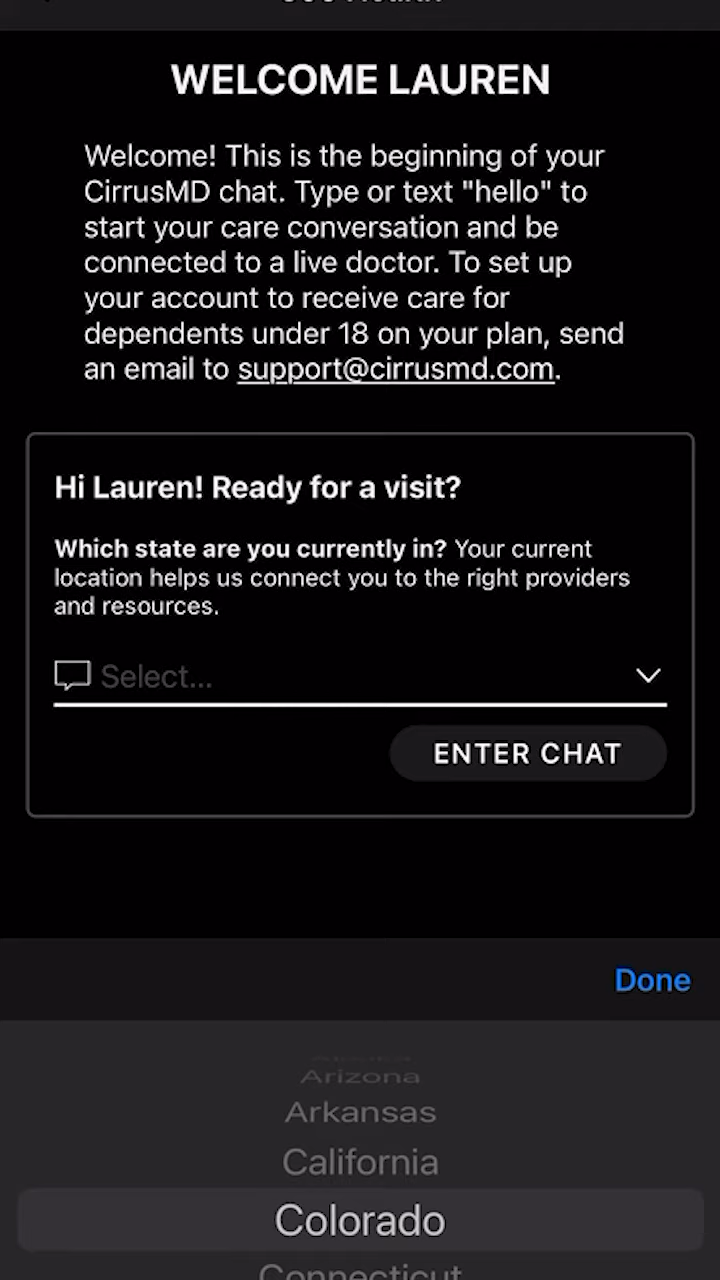 WELCOME LAUREN
Welcome! This is the beginning of your
CirrusMD chat. Type or text "hello" to
start your care conversation and be
connected to a live doctor. To set up
your account to receive care for
dependents under 18 on your plan, send
an email to support@cirrusmd.com.
Hi Lauren! Ready for a visit?
Which state are you currently in? Your current
location helps us connect you to the right providers
and resources.
Select...
ENTER CHAT
Done
Arizona
Arkansas
California
Colorado
Connecticut